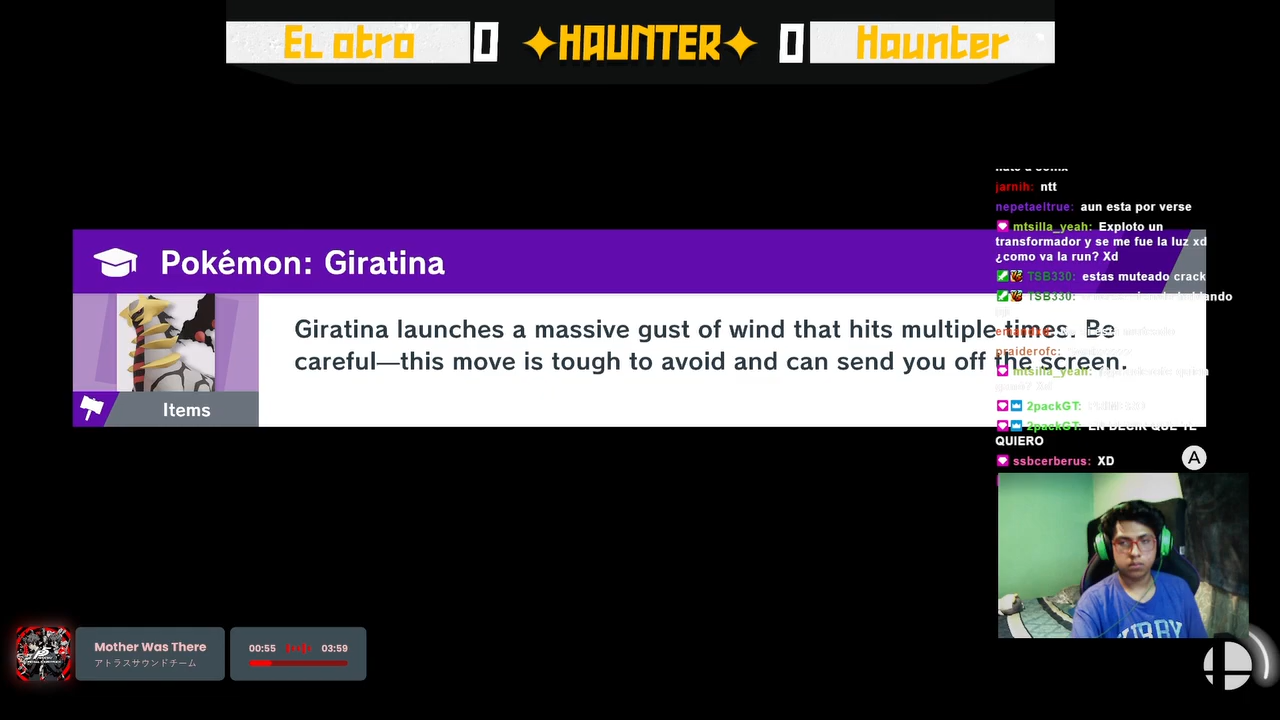 El otro 0 ✦HAUNTER✦ 0 Haunter
jarnih: ntt
nepetaeltrue: aun esta por verse
mtsilla_yeah: Exploto un
transformador y se me fue la luz xd
¿como va la run? Xd
TSB330: estas muteado crack
TSB330:
praiderofc:
mtsilla_yeah:
2packGT:
2packGT: EN DECIR QUE TE
QUIERO
ssbcerberus: XD
Pokémon: Giratina
Giratina launches a massive gust of wind that hits multiple times. Be
careful—this move is tough to avoid and can send you off the screen.
Items
A
KIRBY
Mother Was There
アトラスサウンドチーム
00:55 03:59